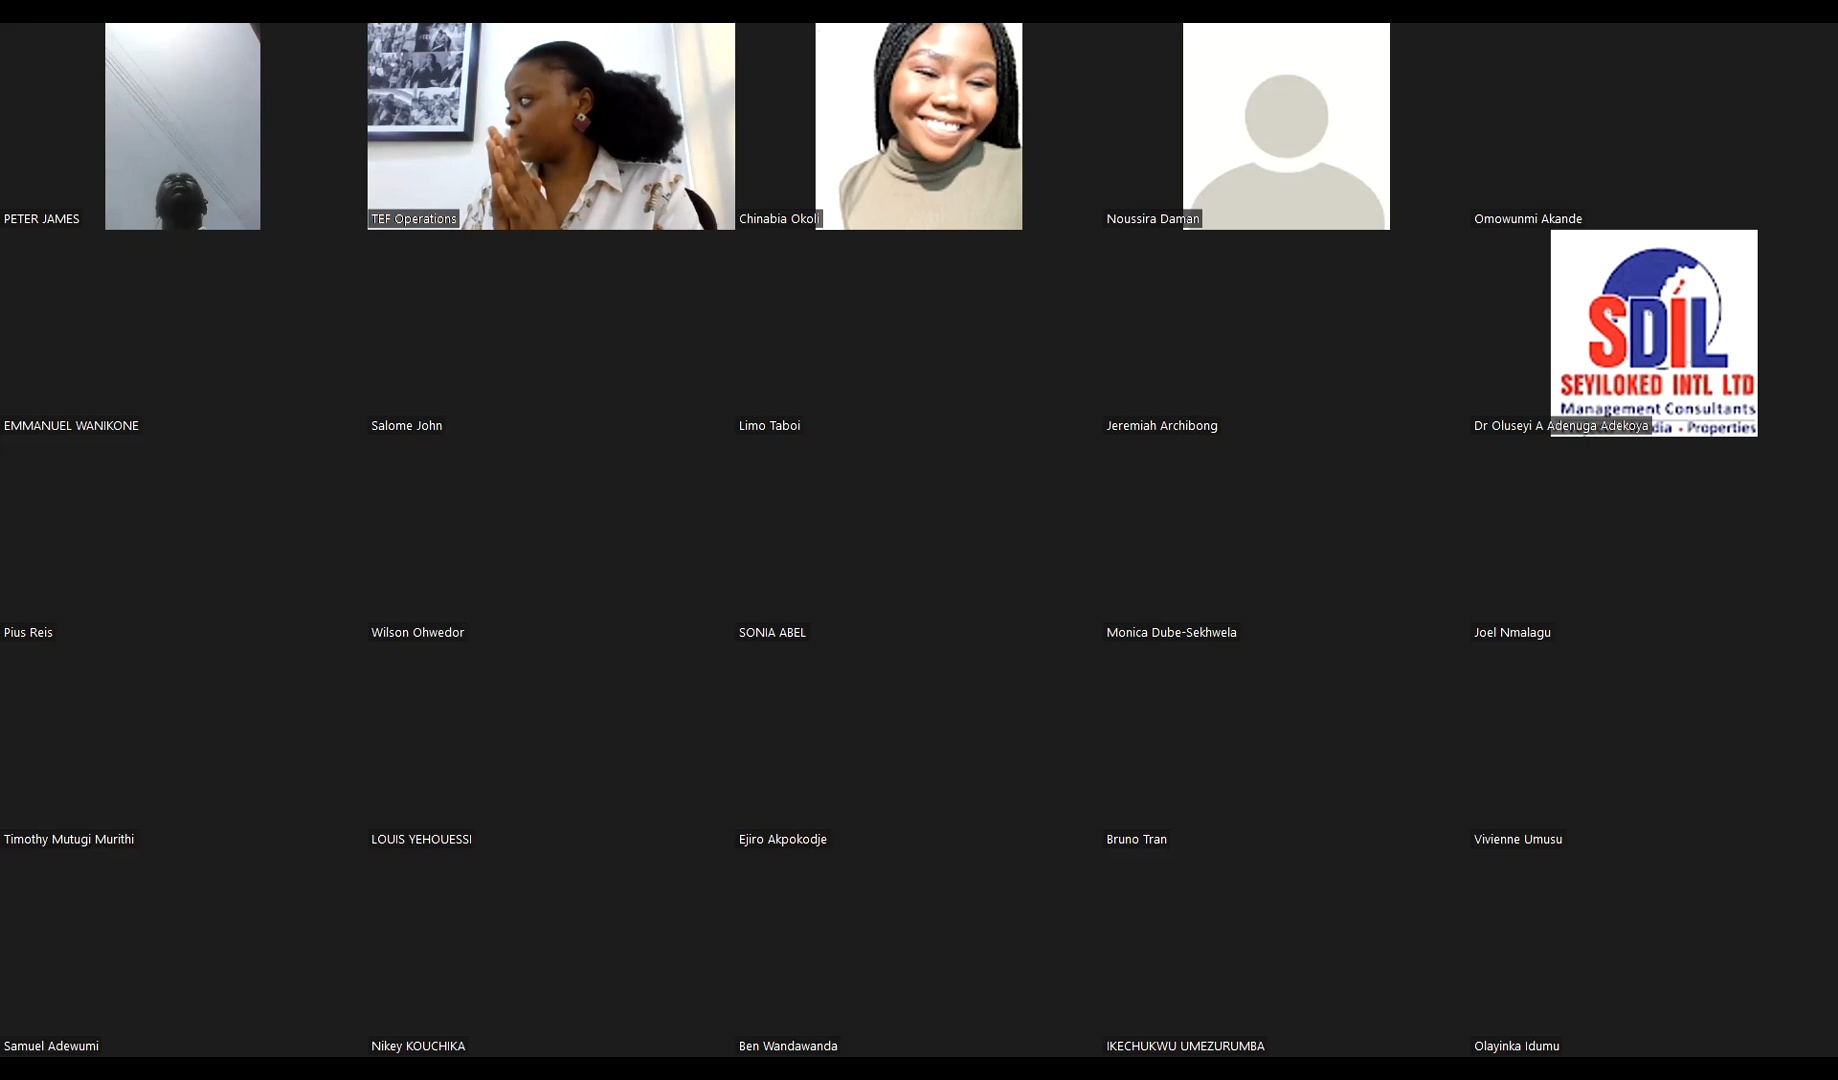 PETER JAMES
TEF Operations
Chinabia Okoli
Noussira Daman
Omowunmi Akande
EMMANUEL WANIKONE
Salome John
Limo Taboi
Jeremiah Archibong
SDIL
SEYILOKED INTL LTD
Management Consultants
Dr Oluseyi A Adenuga Adekoya
dia • Properties
Pius Reis
Wilson Ohwedor
SONIA ABEL
Monica Dube-Sekhwela
Joel Nmalagu
Timothy Mutugi Murithi
LOUIS YEHOUESSI
Ejiro Akpokodje
Bruno Tran
Vivienne Umusu
Samuel Adewumi
Nikey KOUCHIKA
Ben Wandawanda
IKECHUKWU UMEZURUMBA
Olayinka Idumu